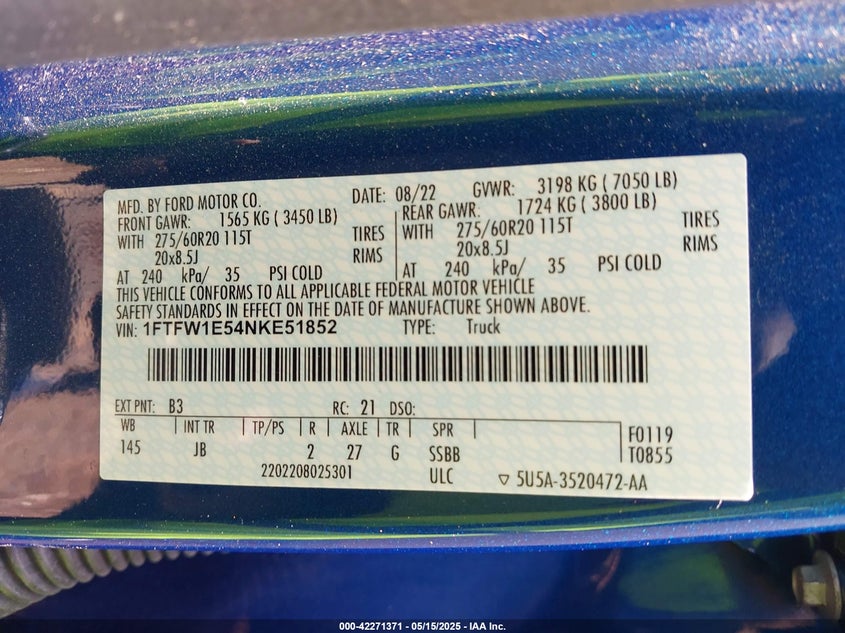 MFD. BY FORD MOTOR CO. DATE: 08/22 GVWR: 3198 KG ( 7050 LB)
FRONT GAWR: 1565 KG ( 3450 LB) REAR GAWR: 1724 KG ( 3800 LB)
WITH 275/60R20 115T TIRES WITH 275/60R20 115T TIRES
20x8.5J RIMS 20x8.5J RIMS
AT 240 kPa/ 35 PSI COLD AT 240 kPa/ 35 PSI COLD
THIS VEHICLE CONFORMS TO ALL APPLICABLE FEDERAL MOTOR VEHICLE
SAFETY STANDARDS IN EFFECT ON THE DATE OF MANUFACTURE SHOWN ABOVE.
VIN: 1FTFW1E54NKE51852 TYPE: Truck
EXT PNT: B3 RC: 21 DSO:
WB INT TR TP/PS R AXLE TR SPR F0119
145 JB 2 27 G SSBB T0855
2202208025301 ULC 5U5A-3520472-AA
000-42271371 - 05/15/2025 - IAA Inc.